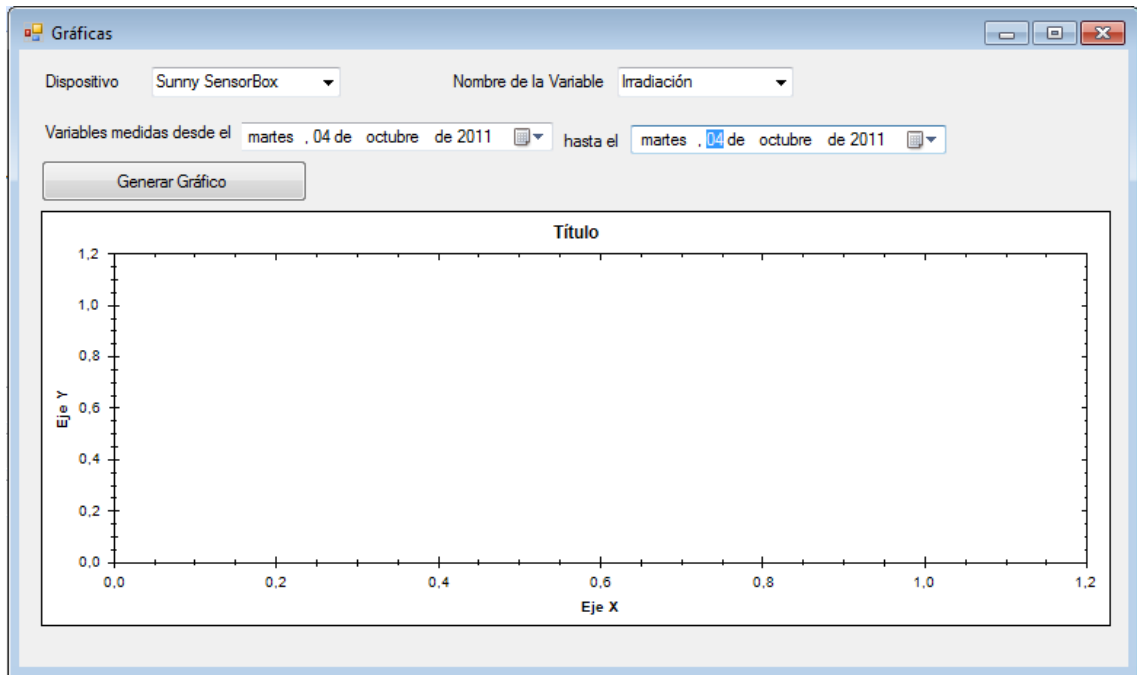 Gráficas
Dispositivo Sunny SensorBox Nombre de la Variable Irradiación
Variables medidas desde el martes , 04 de octubre de 2011 hasta el martes , 04 de octubre de 2011
Generar Gráfico
Título
1,2
1,0
0,8
0,6
0,4
0,2
0,0
Eje Y
0,0 0,2 0,4 0,6 0,8 1,0 1,2
Eje X